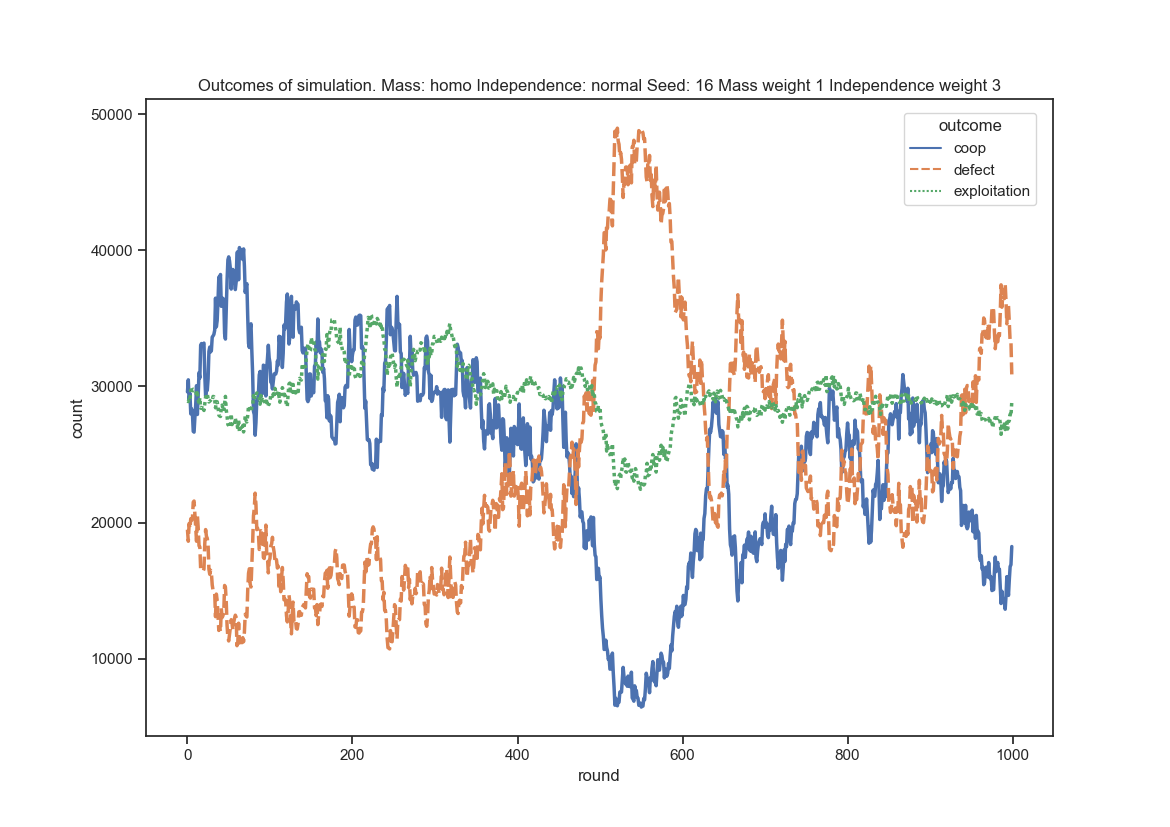 Outcomes of simulation. Mass: homo Independence: normal Seed: 16 Mass weight 1 Independence weight 3
outcome
coop
defect
exploitation
50000
40000
30000
20000
10000
count
0 200 400 600 800 1000
round